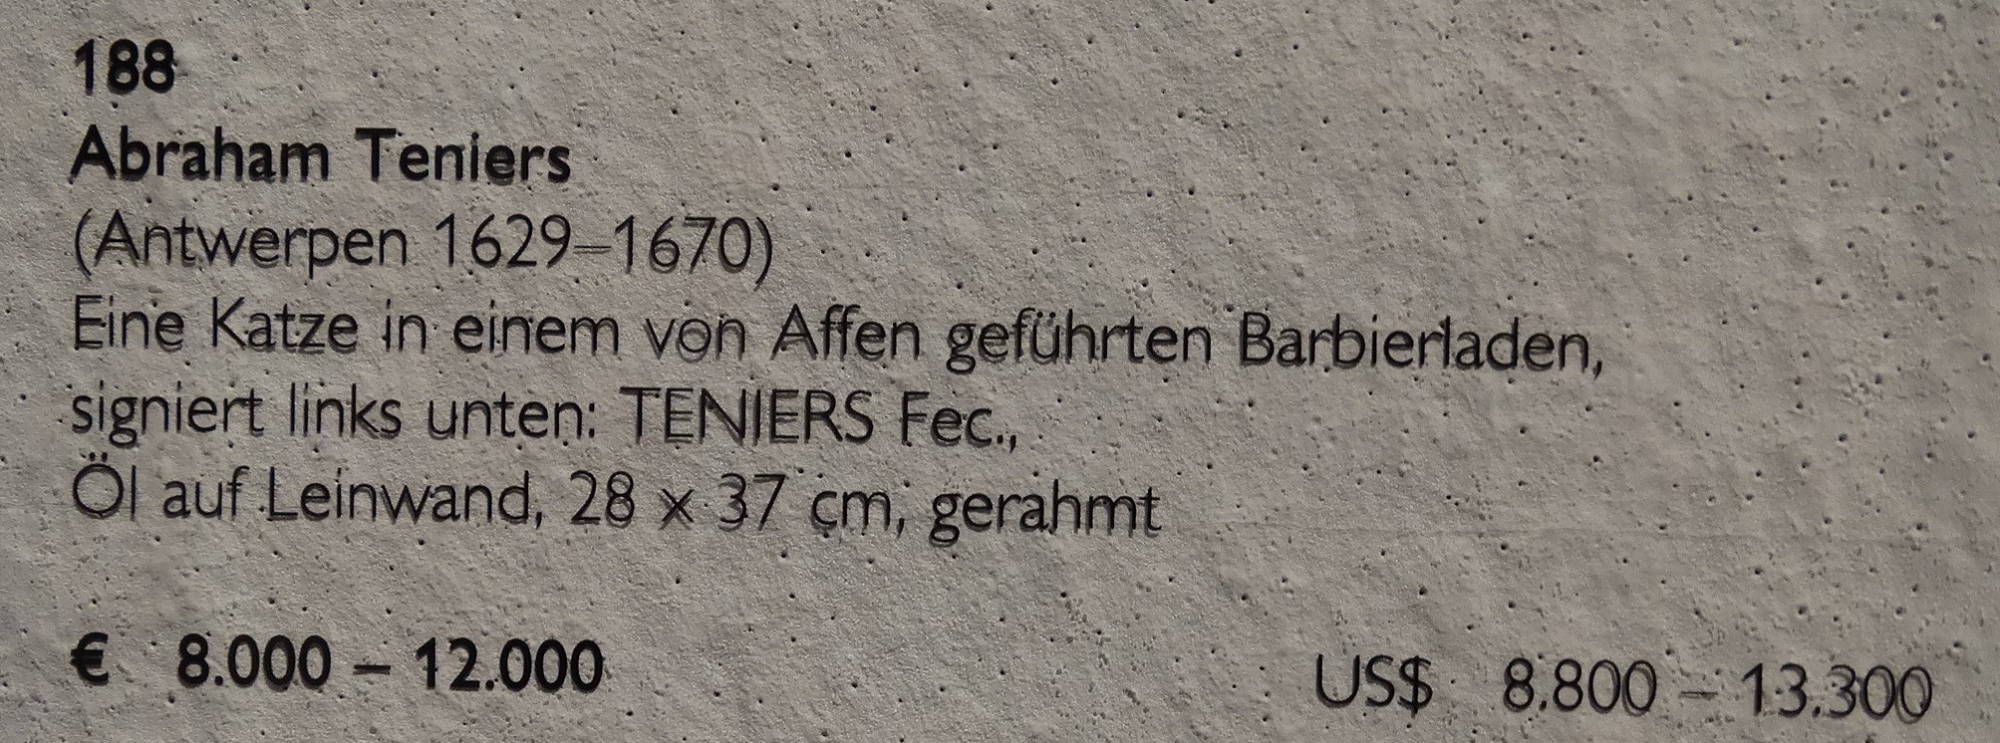 188
Abraham Teniers
(Antwerpen 1629–1670)
Eine Katze in einem von Affen geführten Barbierladen,
signiert links unten: TENIERS Fec.,
Öl auf Leinwand, 28 x 37 cm, gerahmt
€ 8.000 – 12.000 US$ 8.800 – 13.300